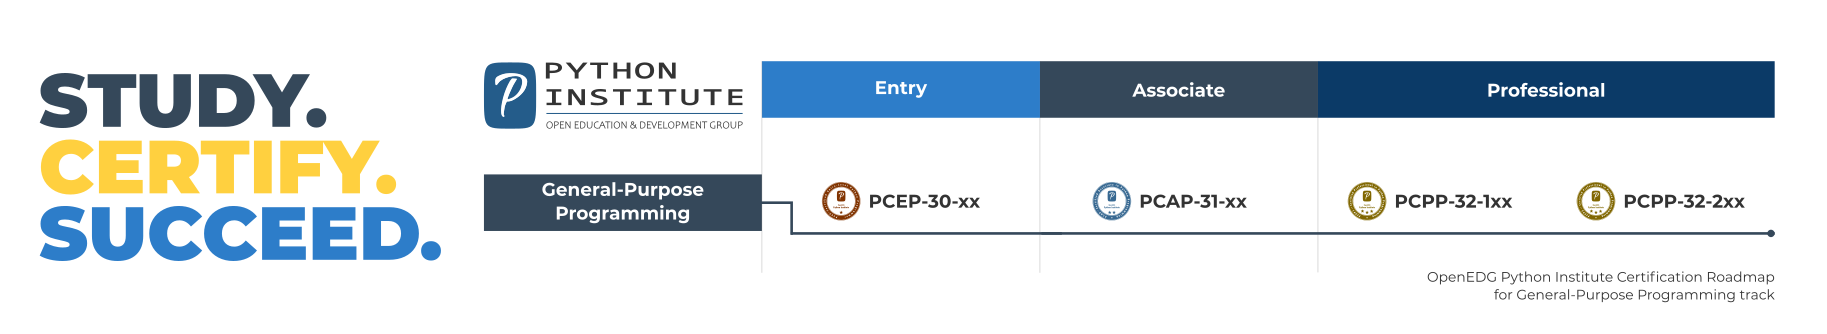 STUDY.
CERTIFY.
SUCCEED.
PYTHON
INSTITUTE
OPEN EDUCATION & DEVELOPMENT GROUP
Entry
Associate
Professional
General-Purpose
Programming
PCEP-30-xx
PCAP-31-xx
PCPP-32-1xx
PCPP-32-2xx
OpenEDG Python Institute Certification Roadmap
for General-Purpose Programming track